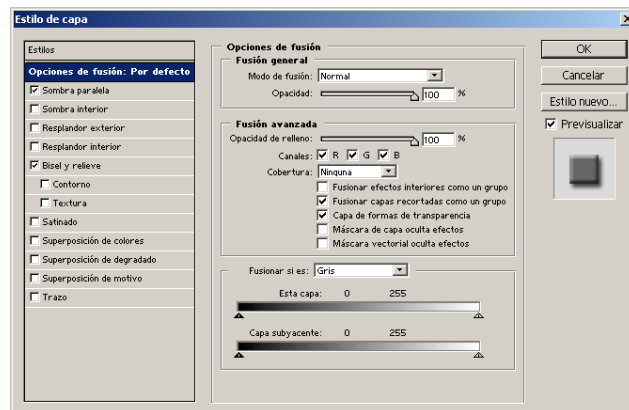 Estilo de capa
Estilos
Opciones de fusión: Por defecto
Sombra paralela
Sombra interior
Resplandor exterior
Resplandor interior
Bisel y relieve
Contorno
Textura
Satinado
Superposición de colores
Superposición de degradado
Superposición de motivo
Trazo
Opciones de fusión
Fusión general
Modo de fusión: Normal
Opacidad: 100 %
Fusión avanzada
Opacidad de relleno: 100 %
Canales: R G B
Cobertura: Ninguna
Fusionar efectos interiores como un grupo
Fusionar capas recortadas como un grupo
Capa de formas de transparencia
Máscara de capa oculta efectos
Máscara vectorial oculta efectos
Fusionar si es: Gris
Esta capa: 0 255
Capa subyacente: 0 255
OK
Cancelar
Estilo nuevo...
Previsualizar